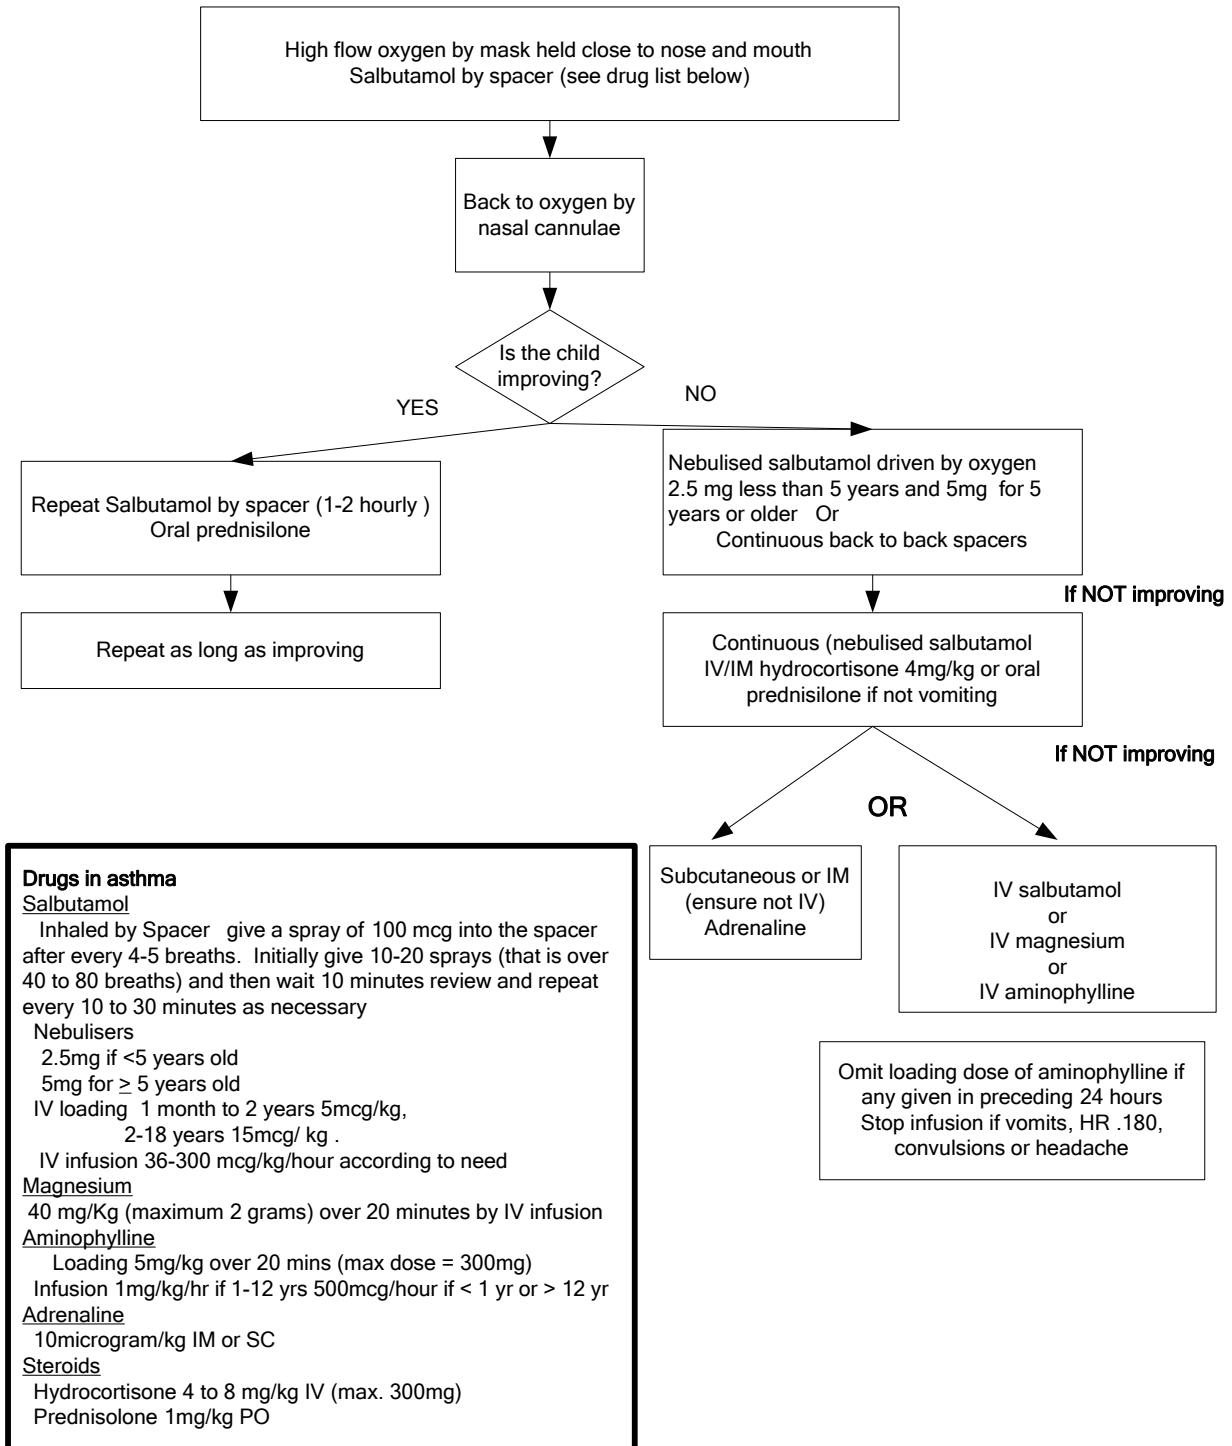 High flow oxygen by mask held close to nose and mouth
Salbutamol by spacer (see drug list below)
Back to oxygen by
nasal cannulae
Is the child
improving?
YES
NO
Repeat Salbutamol by spacer (1-2 hourly )
Oral prednisilone
Repeat as long as improving
Nebulised salbutamol driven by oxygen
2.5 mg less than 5 years and 5mg for 5
years or older Or
Continuous back to back spacers
If NOT improving
Continuous (nebulised salbutamol
IV/IM hydrocortisone 4mg/kg or oral
prednisilone if not vomiting
If NOT improving
OR
Subcutaneous or IM
(ensure not IV)
Adrenaline
IV salbutamol
or
IV magnesium
or
IV aminophylline
Omit loading dose of aminophylline if
any given in preceding 24 hours
Stop infusion if vomits, HR .180,
convulsions or headache
Drugs in asthma
Salbutamol
Inhaled by Spacer give a spray of 100 mcg into the spacer
after every 4-5 breaths. Initially give 10-20 sprays (that is over
40 to 80 breaths) and then wait 10 minutes review and repeat
every 10 to 30 minutes as necessary
Nebulisers
2.5mg if <5 years old
5mg for ≥ 5 years old
IV loading 1 month to 2 years 5mcg/kg,
2-18 years 15mcg/ kg .
IV infusion 36-300 mcg/kg/hour according to need
Magnesium
40 mg/Kg (maximum 2 grams) over 20 minutes by IV infusion
Aminophylline
Loading 5mg/kg over 20 mins (max dose = 300mg)
Infusion 1mg/kg/hr if 1-12 yrs 500mcg/hour if < 1 yr or > 12 yr
Adrenaline
10microgram/kg IM or SC
Steroids
Hydrocortisone 4 to 8 mg/kg IV (max. 300mg)
Prednisolone 1mg/kg PO